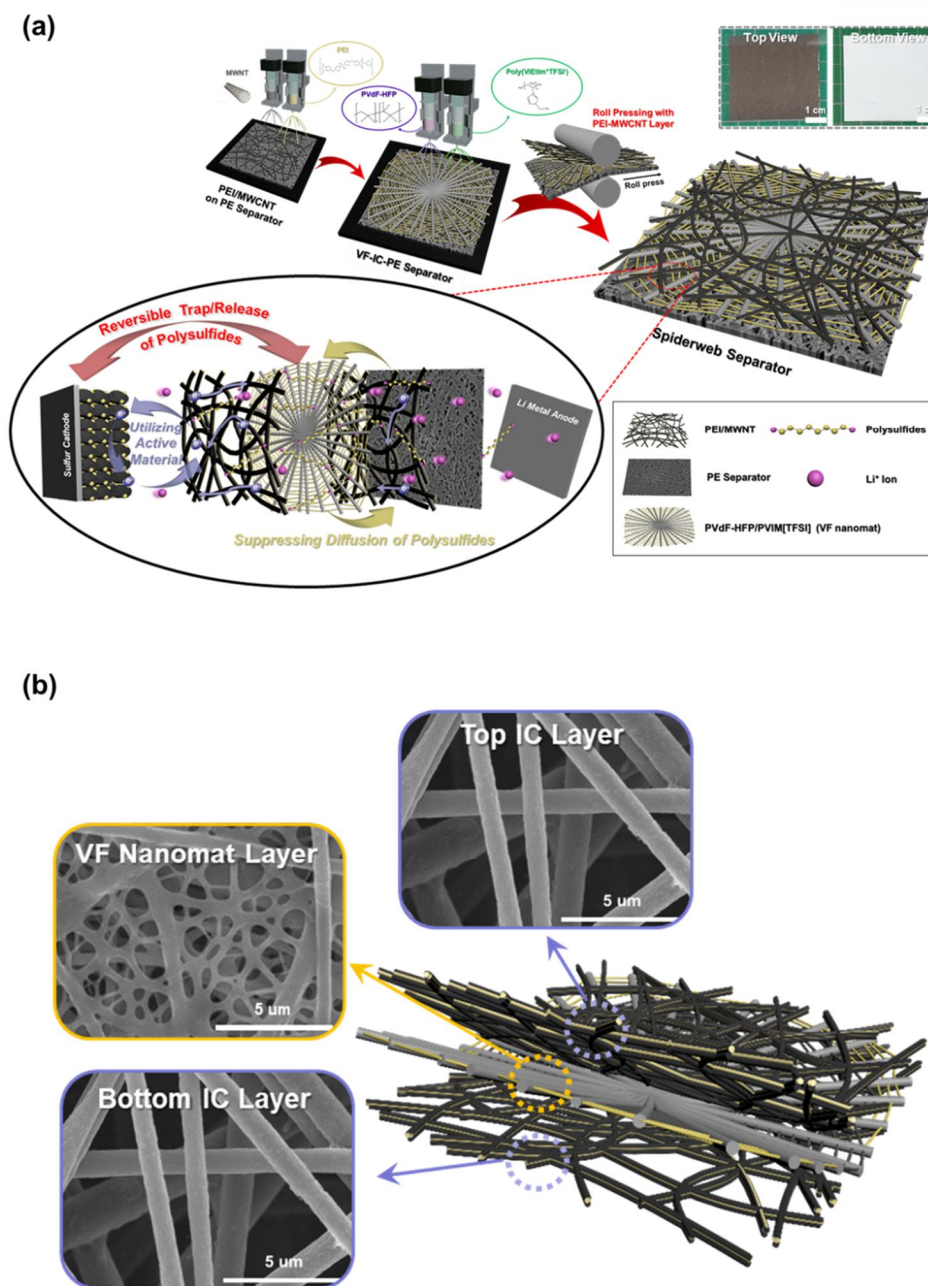 (a)
MWNT
PEI
PVdF-HFP
Poly(ViEtIm⁺TFSI⁻)
Top View
Bottom View
1 cm
1 c
Roll Pressing with
PEI-MWCNT Layer
Roll press
PEI/MWCNT
on PE Separator
VF-IC-PE Separator
Spiderweb Separator
Reversible Trap/Release
of Polysulfides
Sulfur Cathode
Utilizing
Active
Material
Li Metal Anode
Suppressing Diffusion of Polysulfides
PEI/MWNT
Polysulfides
PE Separator
Li⁺ Ion
PVdF-HFP/PVIM[TFSI] (VF nanomat)
(b)
Top IC Layer
5 um
VF Nanomat Layer
5 um
Bottom IC Layer
5 um